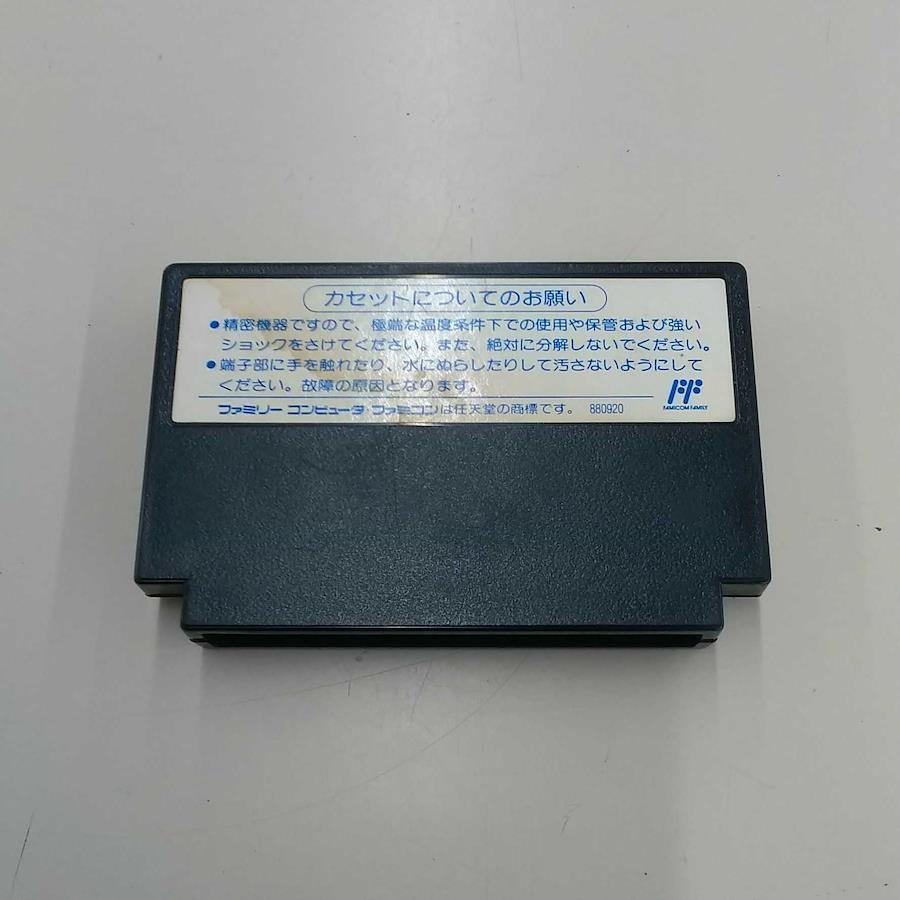 カセットについてのお願い
●精密機器ですので、極端な温度条件下での使用や保管および強い
ショックをさけてください。また、絶対に分解しないでください。
●端子部に手を触れたり、水にぬらしたりして汚さないようにして
ください。故障の原因となります。
FAMICOM FAMILY
ファミリー コンピュータ・ファミコンは任天堂の商標です。 880920